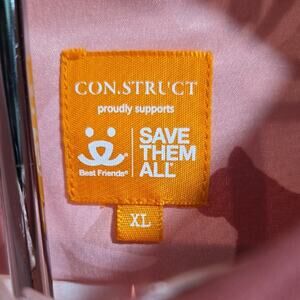 CON.STRUCT
proudly supports
Best Friends®
SAVE
THEM
ALL®
XL